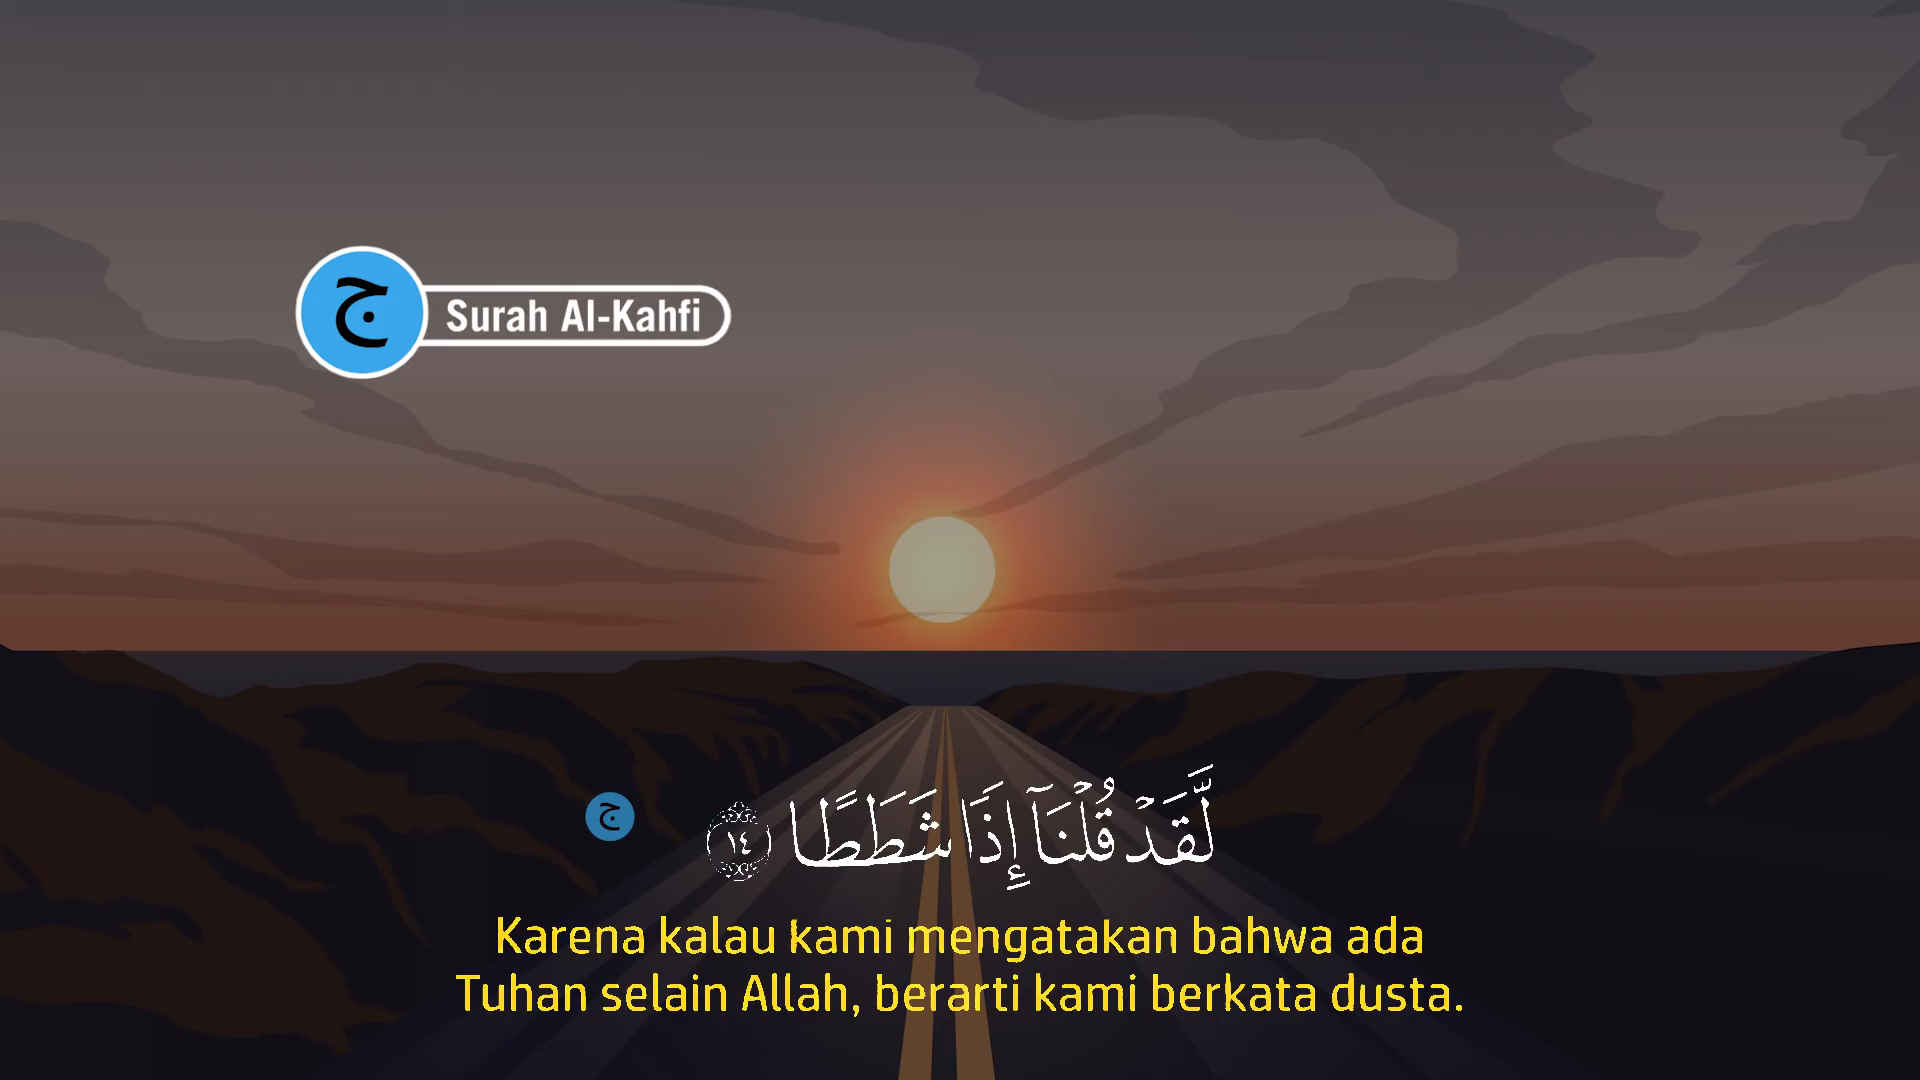 ج
Surah Al-Kahfi
ج
لَّقَدْ قُلْنَآ إِذًا شَطَطًا ١٤
Karena kalau kami mengatakan bahwa ada
Tuhan selain Allah, berarti kami berkata dusta.